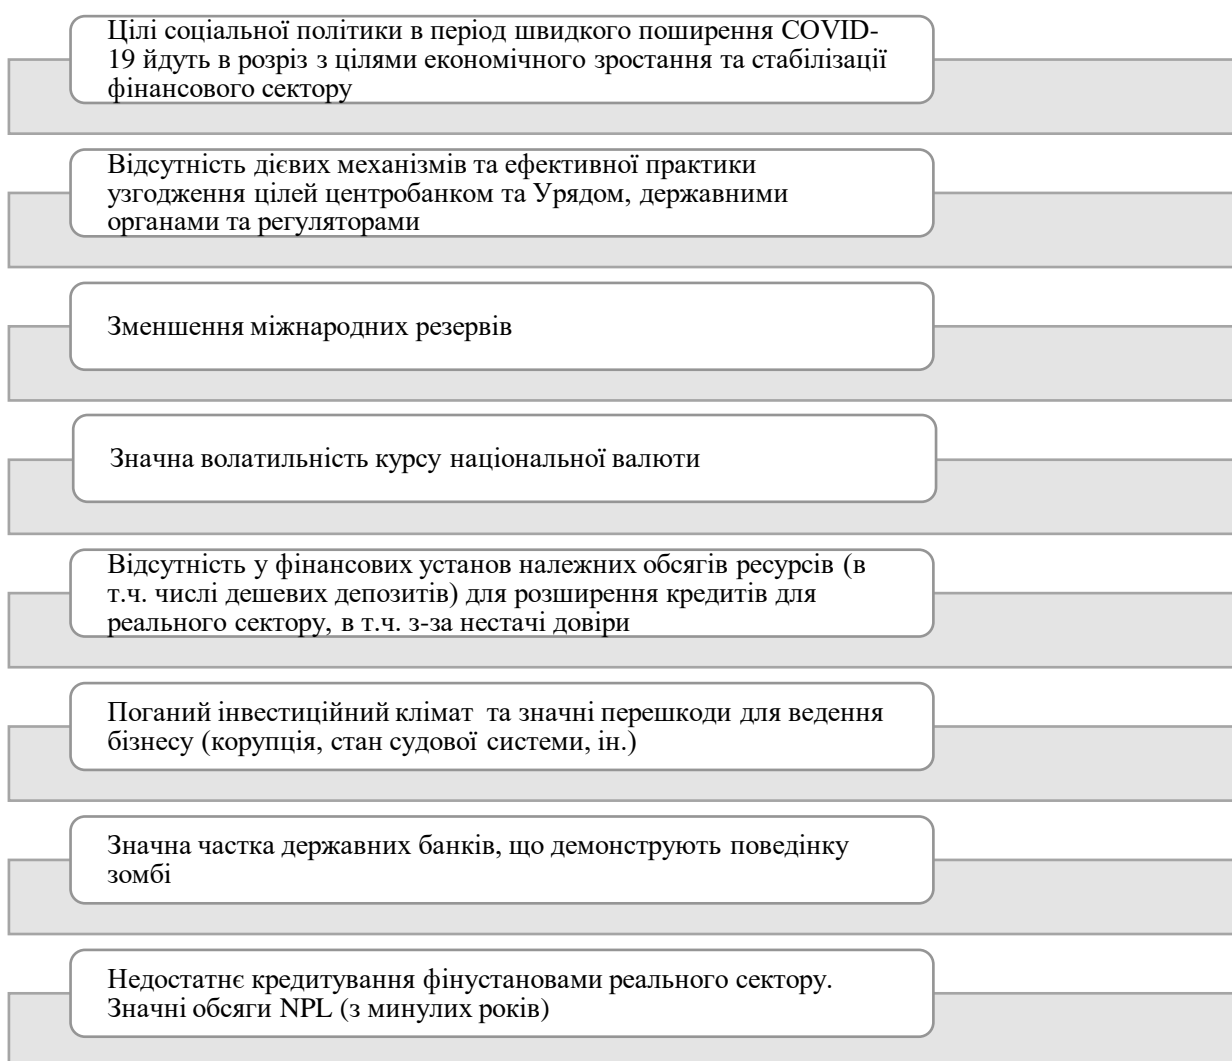 Цілі соціальної політики в період швидкого поширення COVID-
19 йдуть в розріз з цілями економічного зростання та стабілізації
фінансового сектору
Відсутність дієвих механізмів та ефективної практики
узгодження цілей центробанком та Урядом, державними
органами та регуляторами
Зменшення міжнародних резервів
Значна волатильність курсу національної валюти
Відсутність у фінансових установ належних обсягів ресурсів (в
т.ч. числі дешевих депозитів) для розширення кредитів для
реального сектору, в т.ч. з-за нестачі довіри
Поганий інвестиційний клімат та значні перешкоди для ведення
бізнесу (корупція, стан судової системи, ін.)
Значна частка державних банків, що демонструють поведінку
зомбі
Недостатнє кредитування фінустановами реального сектору.
Значні обсяги NPL (з минулих років)